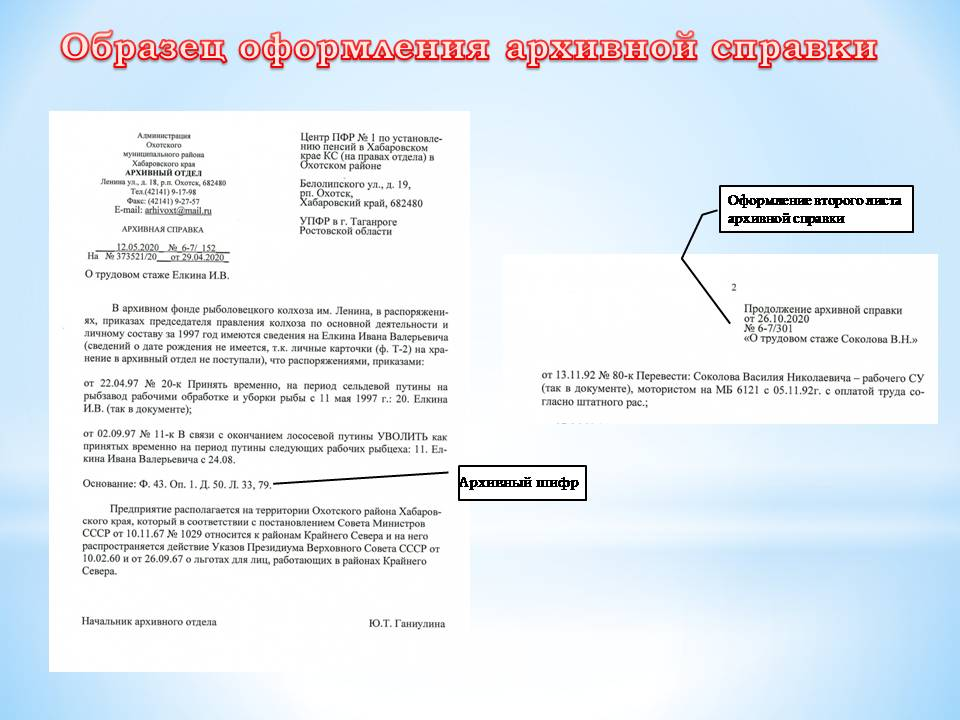 Образец оформления архивной справки
Администрация
Охотского
муниципального района
Хабаровского края
АРХИВНЫЙ ОТДЕЛ
Ленина ул., д. 18, р.п. Охотск, 682480
Тел.(42141) 9-17-98
Факс: (42141) 9-27-57
E-mail: arhivoxt@mail.ru
АРХИВНАЯ СПРАВКА
12.05.2020 № 6-7/ 152
На № 373521/20 от 29.04.2020
О трудовом стаже Елкина И.В.
Центр ПФР № 1 по установле-
нию пенсий в Хабаровском
крае КС (на правах отдела) в
Охотском районе
Белолипского ул., д. 19,
рп. Охотск,
Хабаровский край, 682480
УПФР в г. Таганроге
Ростовской области
В архивном фонде рыболовецкого колхоза им. Ленина, в распоряжени-
ях, приказах председателя правления колхоза по основной деятельности и
личному составу за 1997 год имеются сведения на Елкина Ивана Валерьевича
(сведений о дате рождения не имеется, т.к. личные карточки (ф. Т-2) на хра-
нение в архивный отдел не поступали), что распоряжениями, приказами:
от 22.04.97 № 20-к Принять временно, на период сельдевой путины на
рыбзавод рабочими обработке и уборки рыбы с 11 мая 1997 г.: 20. Елкина
И.В. (так в документе);
от 02.09.97 № 11-к В связи с окончанием лососевой путины УВОЛИТЬ как
принятых временно на период путины следующих рабочих рыбцеха: 11. Ел-
кина Ивана Валерьевича с 24.08.
Основание: Ф. 43. Оп. 1. Д. 50. Л. 33, 79.
Архивный шифр
Предприятие располагается на территории Охотского района Хабаров-
ского края, который в соответствии с постановлением Совета Министров
СССР от 10.11.67 № 1029 относится к районам Крайнего Севера и на него
распространяется действие Указов Президиума Верховного Совета СССР от
10.02.60 и от 26.09.67 о льготах для лиц, работающих в районах Крайнего
Севера.
Начальник архивного отдела Ю.Т. Ганиулина
Оформление второго листа
архивной справки
2
Продолжение архивной справки
от 26.10.2020
№ 6-7/301
«О трудовом стаже Соколова В.Н.»
от 13.11.92 № 80-к Перевести: Соколова Василия Николаевича – рабочего СУ
(так в документе), мотористом на МБ 6121 с 05.11.92г. с оплатой труда со-
гласно штатного рас.;